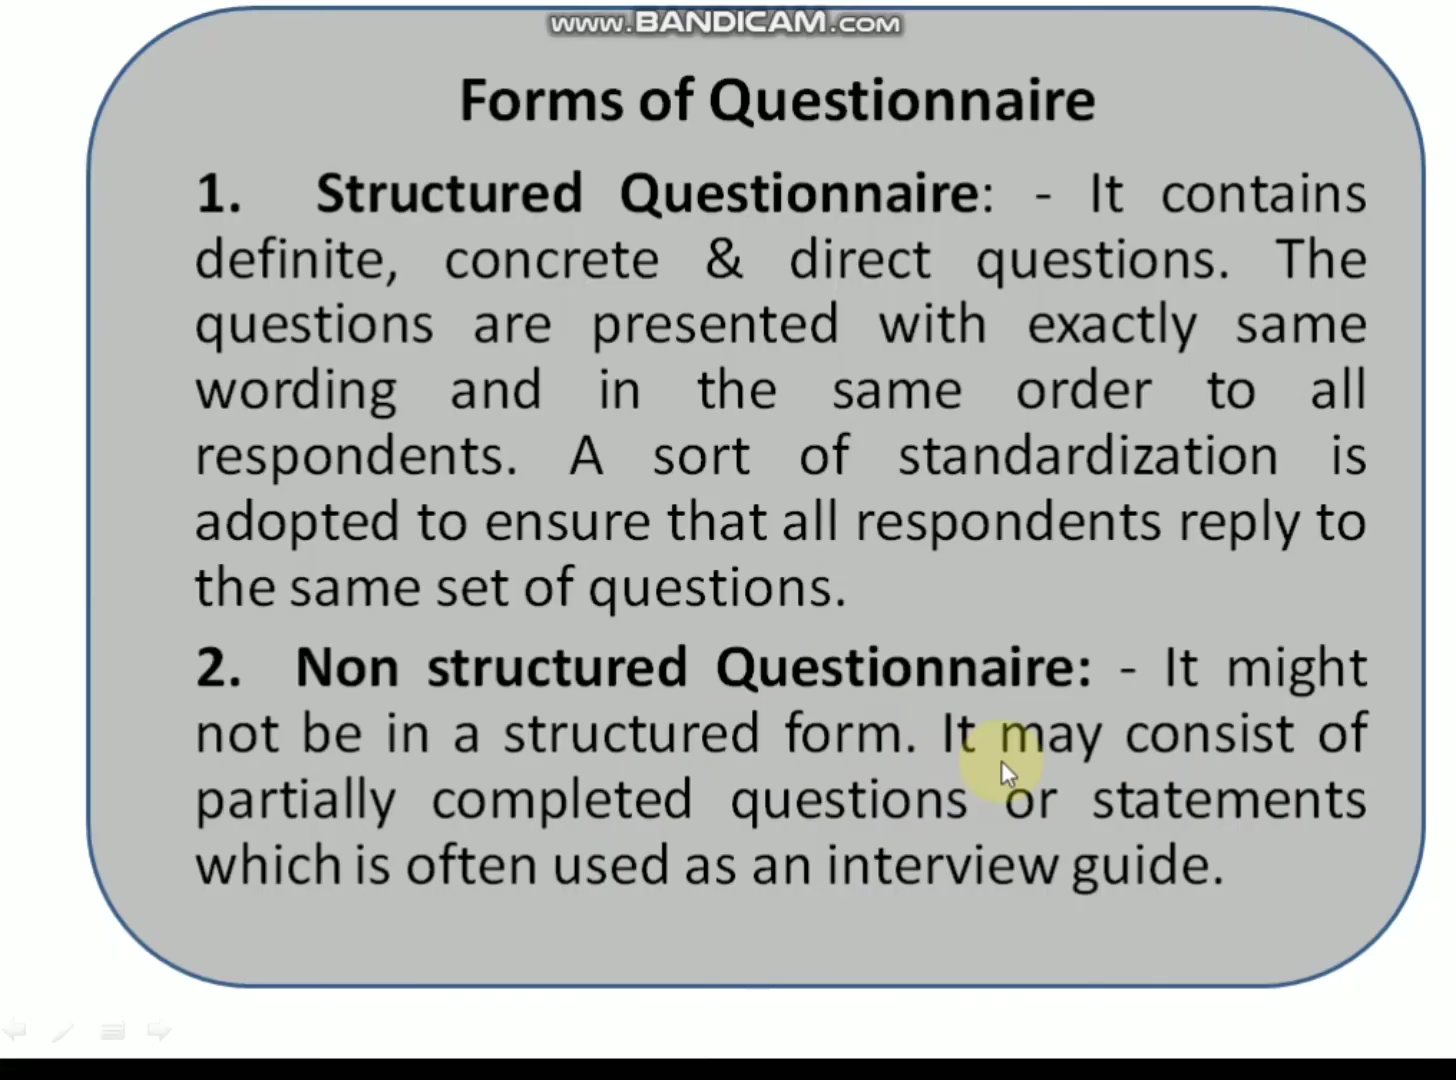 www.BANDICAM.com
Forms of Questionnaire
1. Structured Questionnaire: - It contains
definite, concrete & direct questions. The
questions are presented with exactly same
wording and in the same order to all
respondents. A sort of standardization is
adopted to ensure that all respondents reply to
the same set of questions.
2. Non structured Questionnaire: - It might
not be in a structured form. It may consist of
partially completed questions or statements
which is often used as an interview guide.